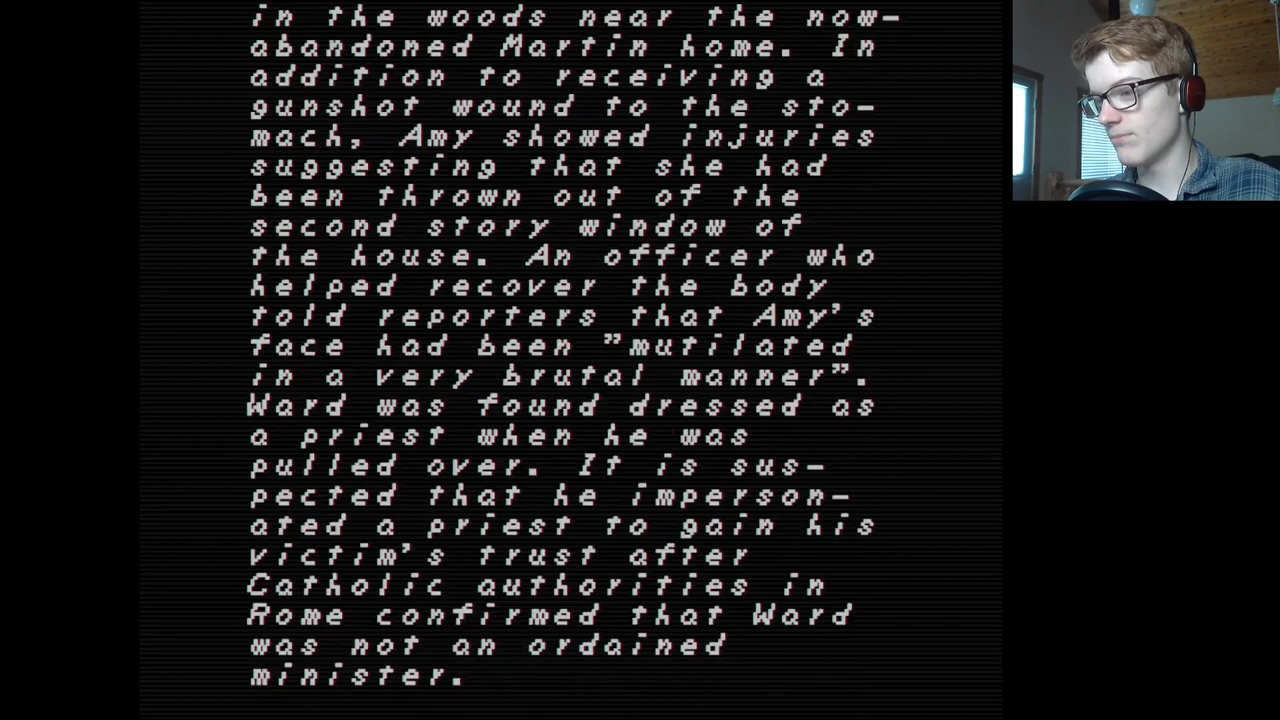 in the woods near the now-
abandoned Martin home. In
addition to receiving a
gunshot wound to the sto-
mach, Amy showed injuries
suggesting that she had
been thrown out of the
second story window of
the house. An officer who
helped recover the body
told reporters that Amy's
face had been "mutilated
in a very brutal manner".
Ward was found dressed as
a priest when he was
pulled over. It is sus-
pected that he imperson-
ated a priest to gain his
victim's trust after
Catholic authorities in
Rome confirmed that Ward
was not an ordained
minister.